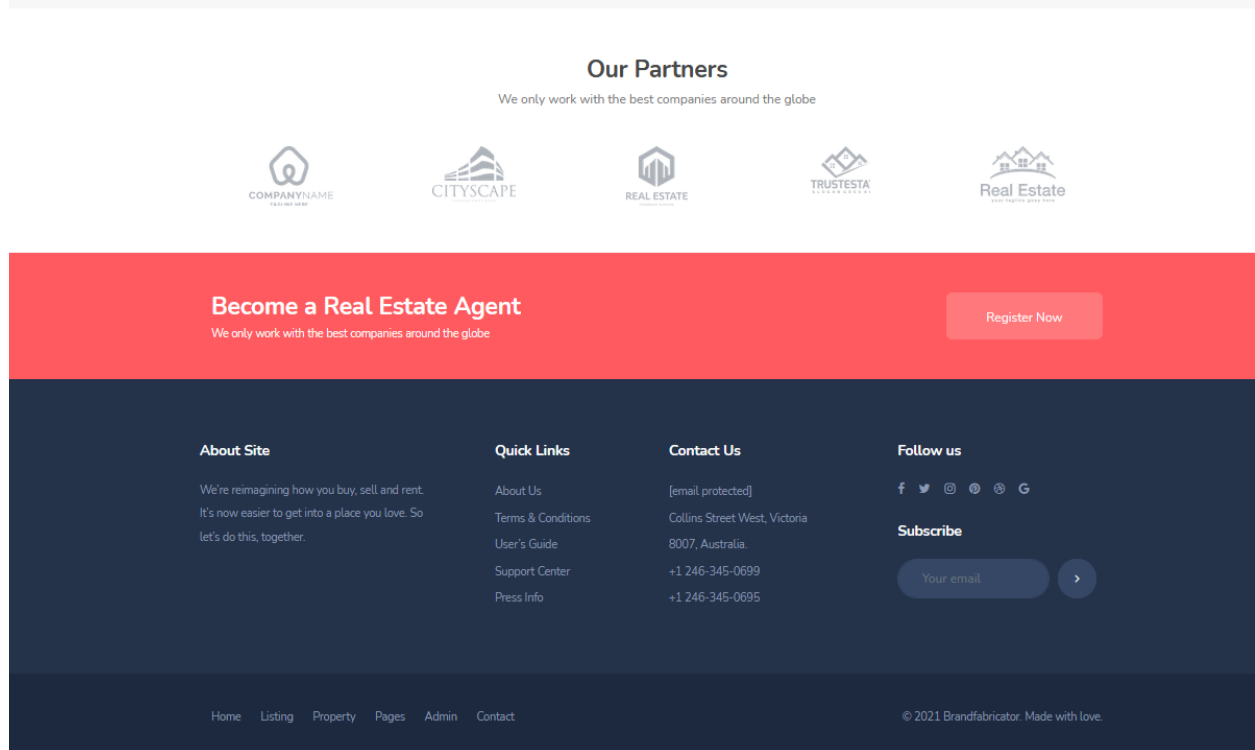 Our Partners
We only work with the best companies around the globe
COMPANYNAME
CITYSCAPE
REAL ESTATE
TRUSTESTA
Real Estate
your tagline goes here
Become a Real Estate Agent
We only work with the best companies around the globe
Register Now
About Site
We're reimagining how you buy, sell and rent.
It's now easier to get into a place you love. So
let's do this, together.
Quick Links
About Us
Terms & Conditions
User's Guide
Support Center
Press Info
Contact Us
[email protected]
Collins Street West, Victoria
8007, Australia.
+1 246-345-0699
+1 246-345-0695
Follow us
Subscribe
Your email
Home Listing Property Pages Admin Contact
© 2021 Brandfabricator. Made with love.